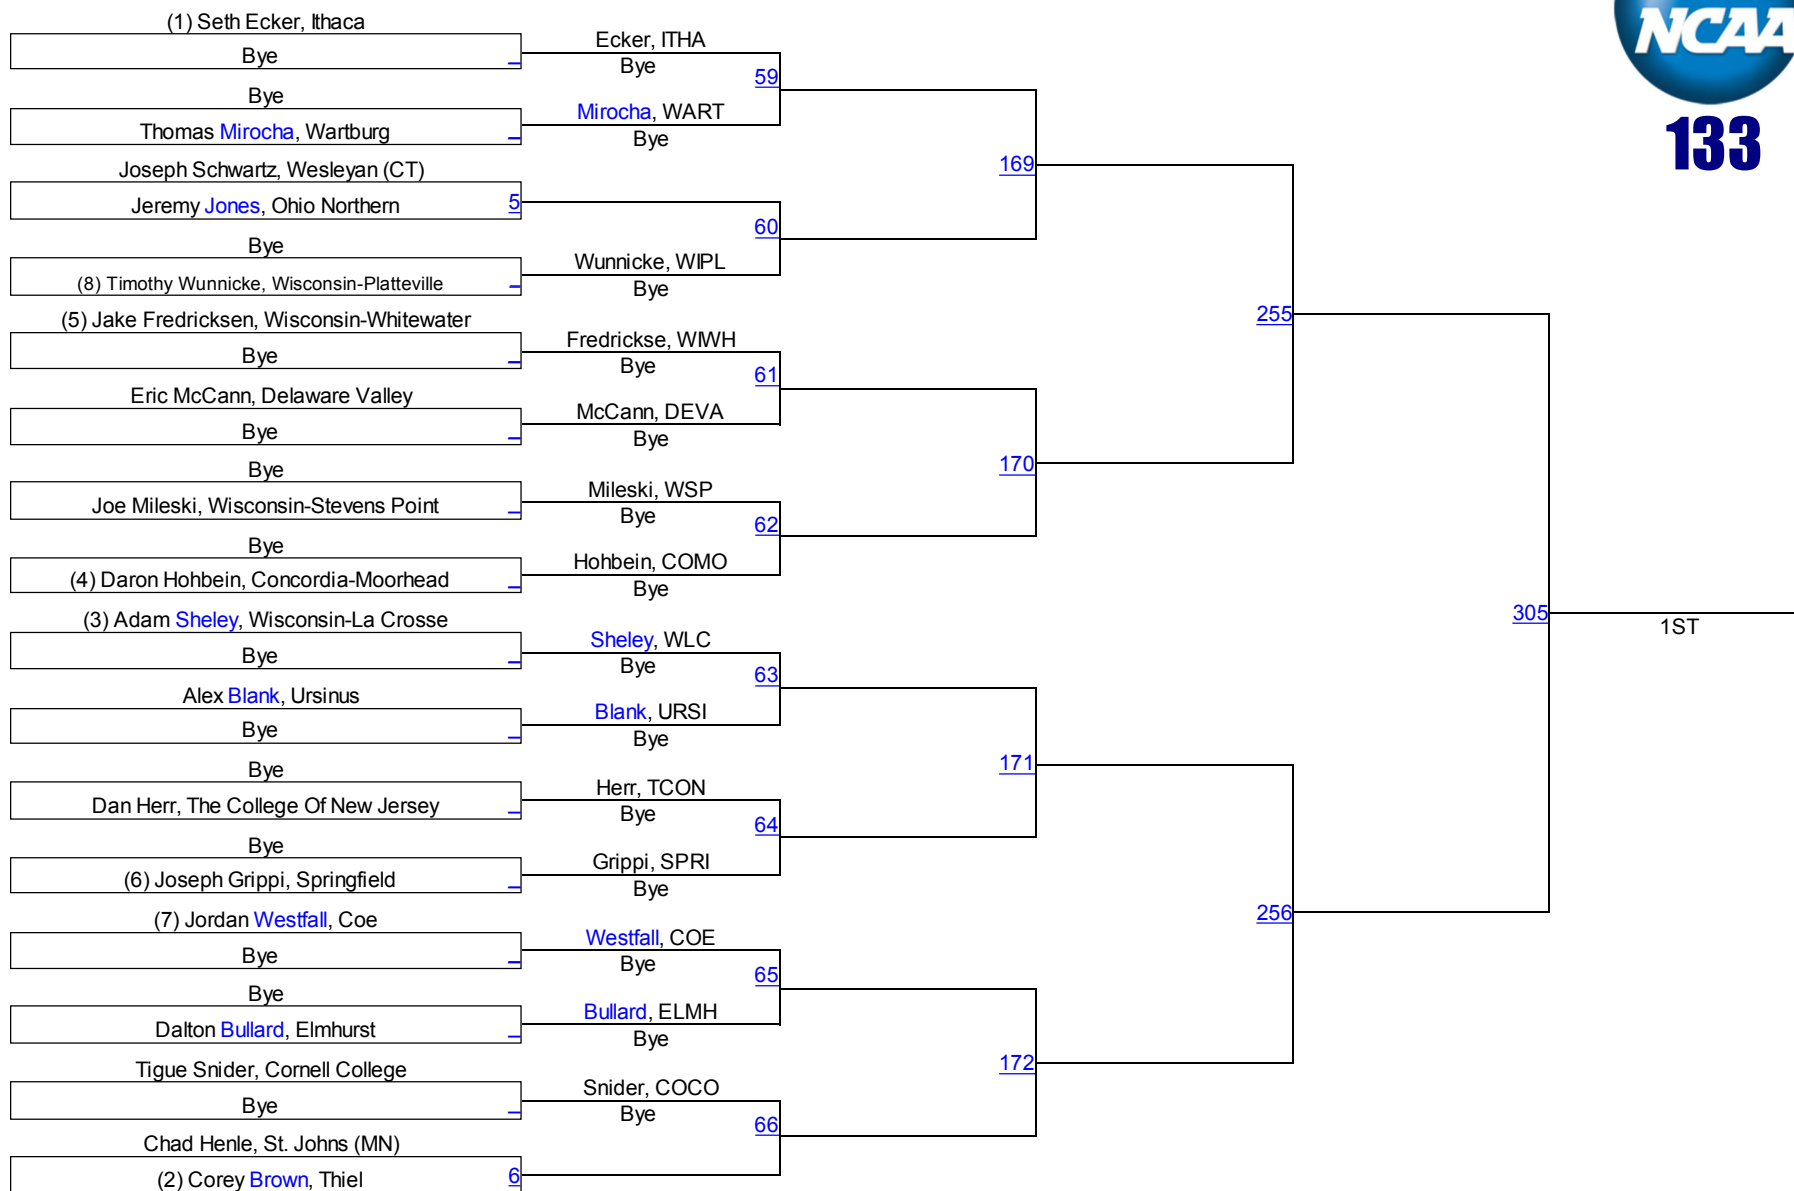 (1) Seth Ecker, Ithaca
Bye
Bye
Thomas Mirocha, Wartburg
Joseph Schwartz, Wesleyan (CT)
Jeremy Jones, Ohio Northern
5
Bye
(8) Timothy Wunnicke, Wisconsin-Platteville
(5) Jake Fredricksen, Wisconsin-Whitewater
Bye
Eric McCann, Delaware Valley
Bye
Bye
Joe Mileski, Wisconsin-Stevens Point
Bye
(4) Daron Hohbein, Concordia-Moorhead
(3) Adam Sheley, Wisconsin-La Crosse
Bye
Alex Blank, Ursinus
Bye
Bye
Dan Herr, The College Of New Jersey
Bye
(6) Joseph Grippi, Springfield
(7) Jordan Westfall, Coe
Bye
Bye
Dalton Bullard, Elmhurst
Tigue Snider, Cornell College
Bye
Chad Henle, St. Johns (MN)
(2) Corey Brown, Thiel
6
Ecker, ITHA
Bye
59
Mirocha, WART
Bye
60
Wunnicke, WIPL
Bye
Fredrickse, WIWH
Bye
61
McCann, DEVA
Bye
Mileski, WSP
Bye
62
Hohbein, COMO
Bye
Sheley, WLC
Bye
63
Blank, URSI
Bye
Herr, TCON
Bye
64
Grippi, SPRI
Bye
Westfall, COE
Bye
65
Bullard, ELMH
Bye
Snider, COCO
Bye
66
169
170
171
172
255
256
305
1ST
NCAA
133